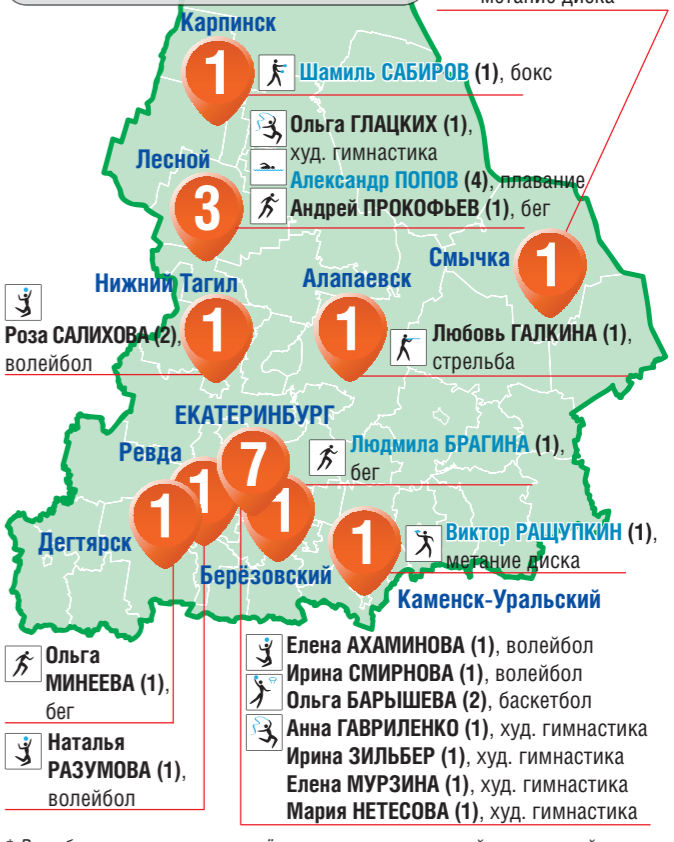 метание диска
Карпинск
1
Шамиль САБИРОВ (1), бокс
Ольга ГЛАЦКИХ (1),
худ. гимнастика
Александр ПОПОВ (4), плавание
Андрей ПРОКОФЬЕВ (1), бег
Лесной
3
Смычка
1
Нижний Тагил
1
Алапаевск
1
Роза САЛИХОВА (2),
волейбол
Любовь ГАЛКИНА (1),
стрельба
ЕКАТЕРИНБУРГ
7
Ревда
1
Людмила БРАГИНА (1),
бег
Дегтярск
1
Берёзовский
1
Виктор РАЩУПКИН (1),
метание диска
1
Каменск-Уральский
Ольга
МИНЕЕВА (1),
бег
Наталья
РАЗУМОВА (1),
волейбол
Елена АХАМИНОВА (1), волейбол
Ирина СМИРНОВА (1), волейбол
Ольга БАРЫШЕВА (2), баскетбол
Анна ГАВРИЛЕНКО (1), худ. гимнастика
Ирина ЗИЛЬБЕР (1), худ. гимнастика
Елена МУРЗИНА (1), худ. гимнастика
Мария НЕТЕСОВА (1), худ. гимнастика